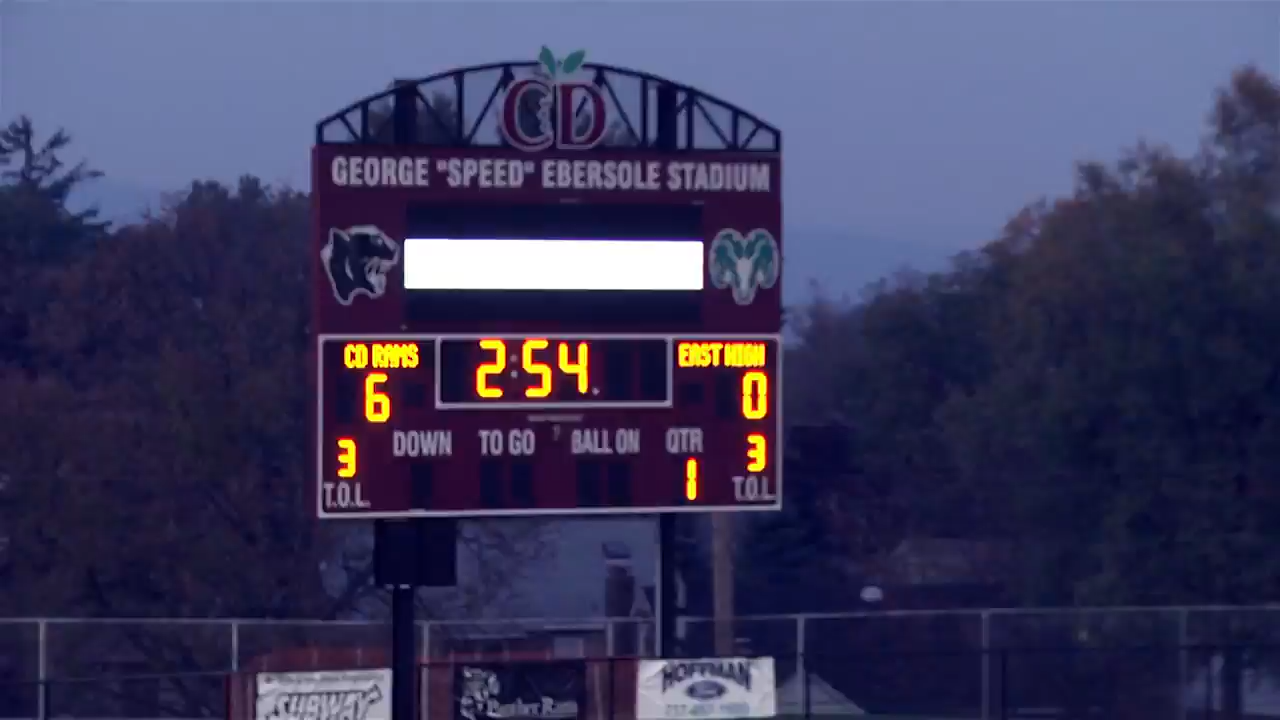 CD
GEORGE "SPEED" EBERSOLE STADIUM
CD RAMS 2:54 EAST HIGH
6 0
3 DOWN TO GO BALL ON QTR 3
T.O.L. 1 T.O.L.
SUBWAY
HOFFMAN
Ford